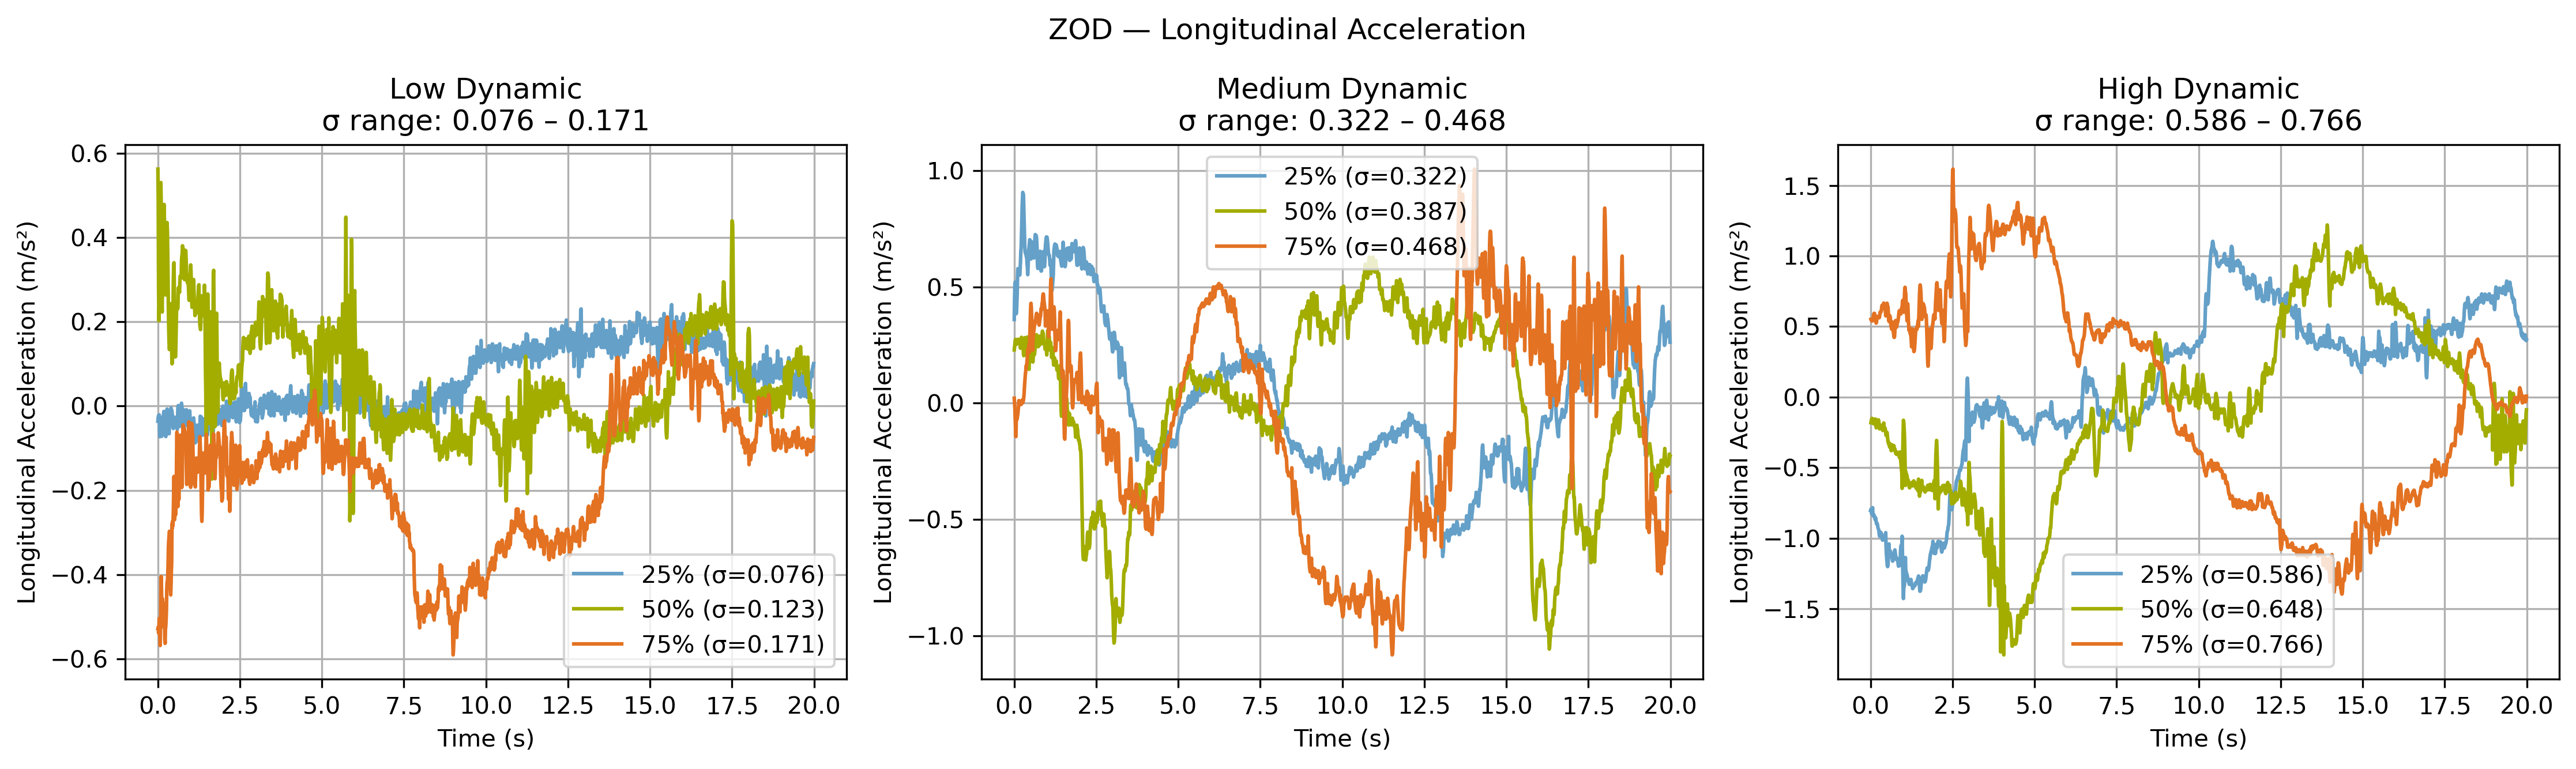 ZOD — Longitudinal Acceleration
Low Dynamic
σ range: 0.076 – 0.171
Longitudinal Acceleration (m/s²)
0.6
0.4
0.2
0.0
−0.2
−0.4
−0.6
25% (σ=0.076)
50% (σ=0.123)
75% (σ=0.171)
0.0 2.5 5.0 7.5 10.0 12.5 15.0 17.5 20.0
Time (s)
Medium Dynamic
σ range: 0.322 – 0.468
Longitudinal Acceleration (m/s²)
1.0
0.5
0.0
−0.5
−1.0
25% (σ=0.322)
50% (σ=0.387)
75% (σ=0.468)
0.0 2.5 5.0 7.5 10.0 12.5 15.0 17.5 20.0
Time (s)
High Dynamic
σ range: 0.586 – 0.766
Longitudinal Acceleration (m/s²)
1.5
1.0
0.5
0.0
−0.5
−1.0
−1.5
25% (σ=0.586)
50% (σ=0.648)
75% (σ=0.766)
0.0 2.5 5.0 7.5 10.0 12.5 15.0 17.5 20.0
Time (s)